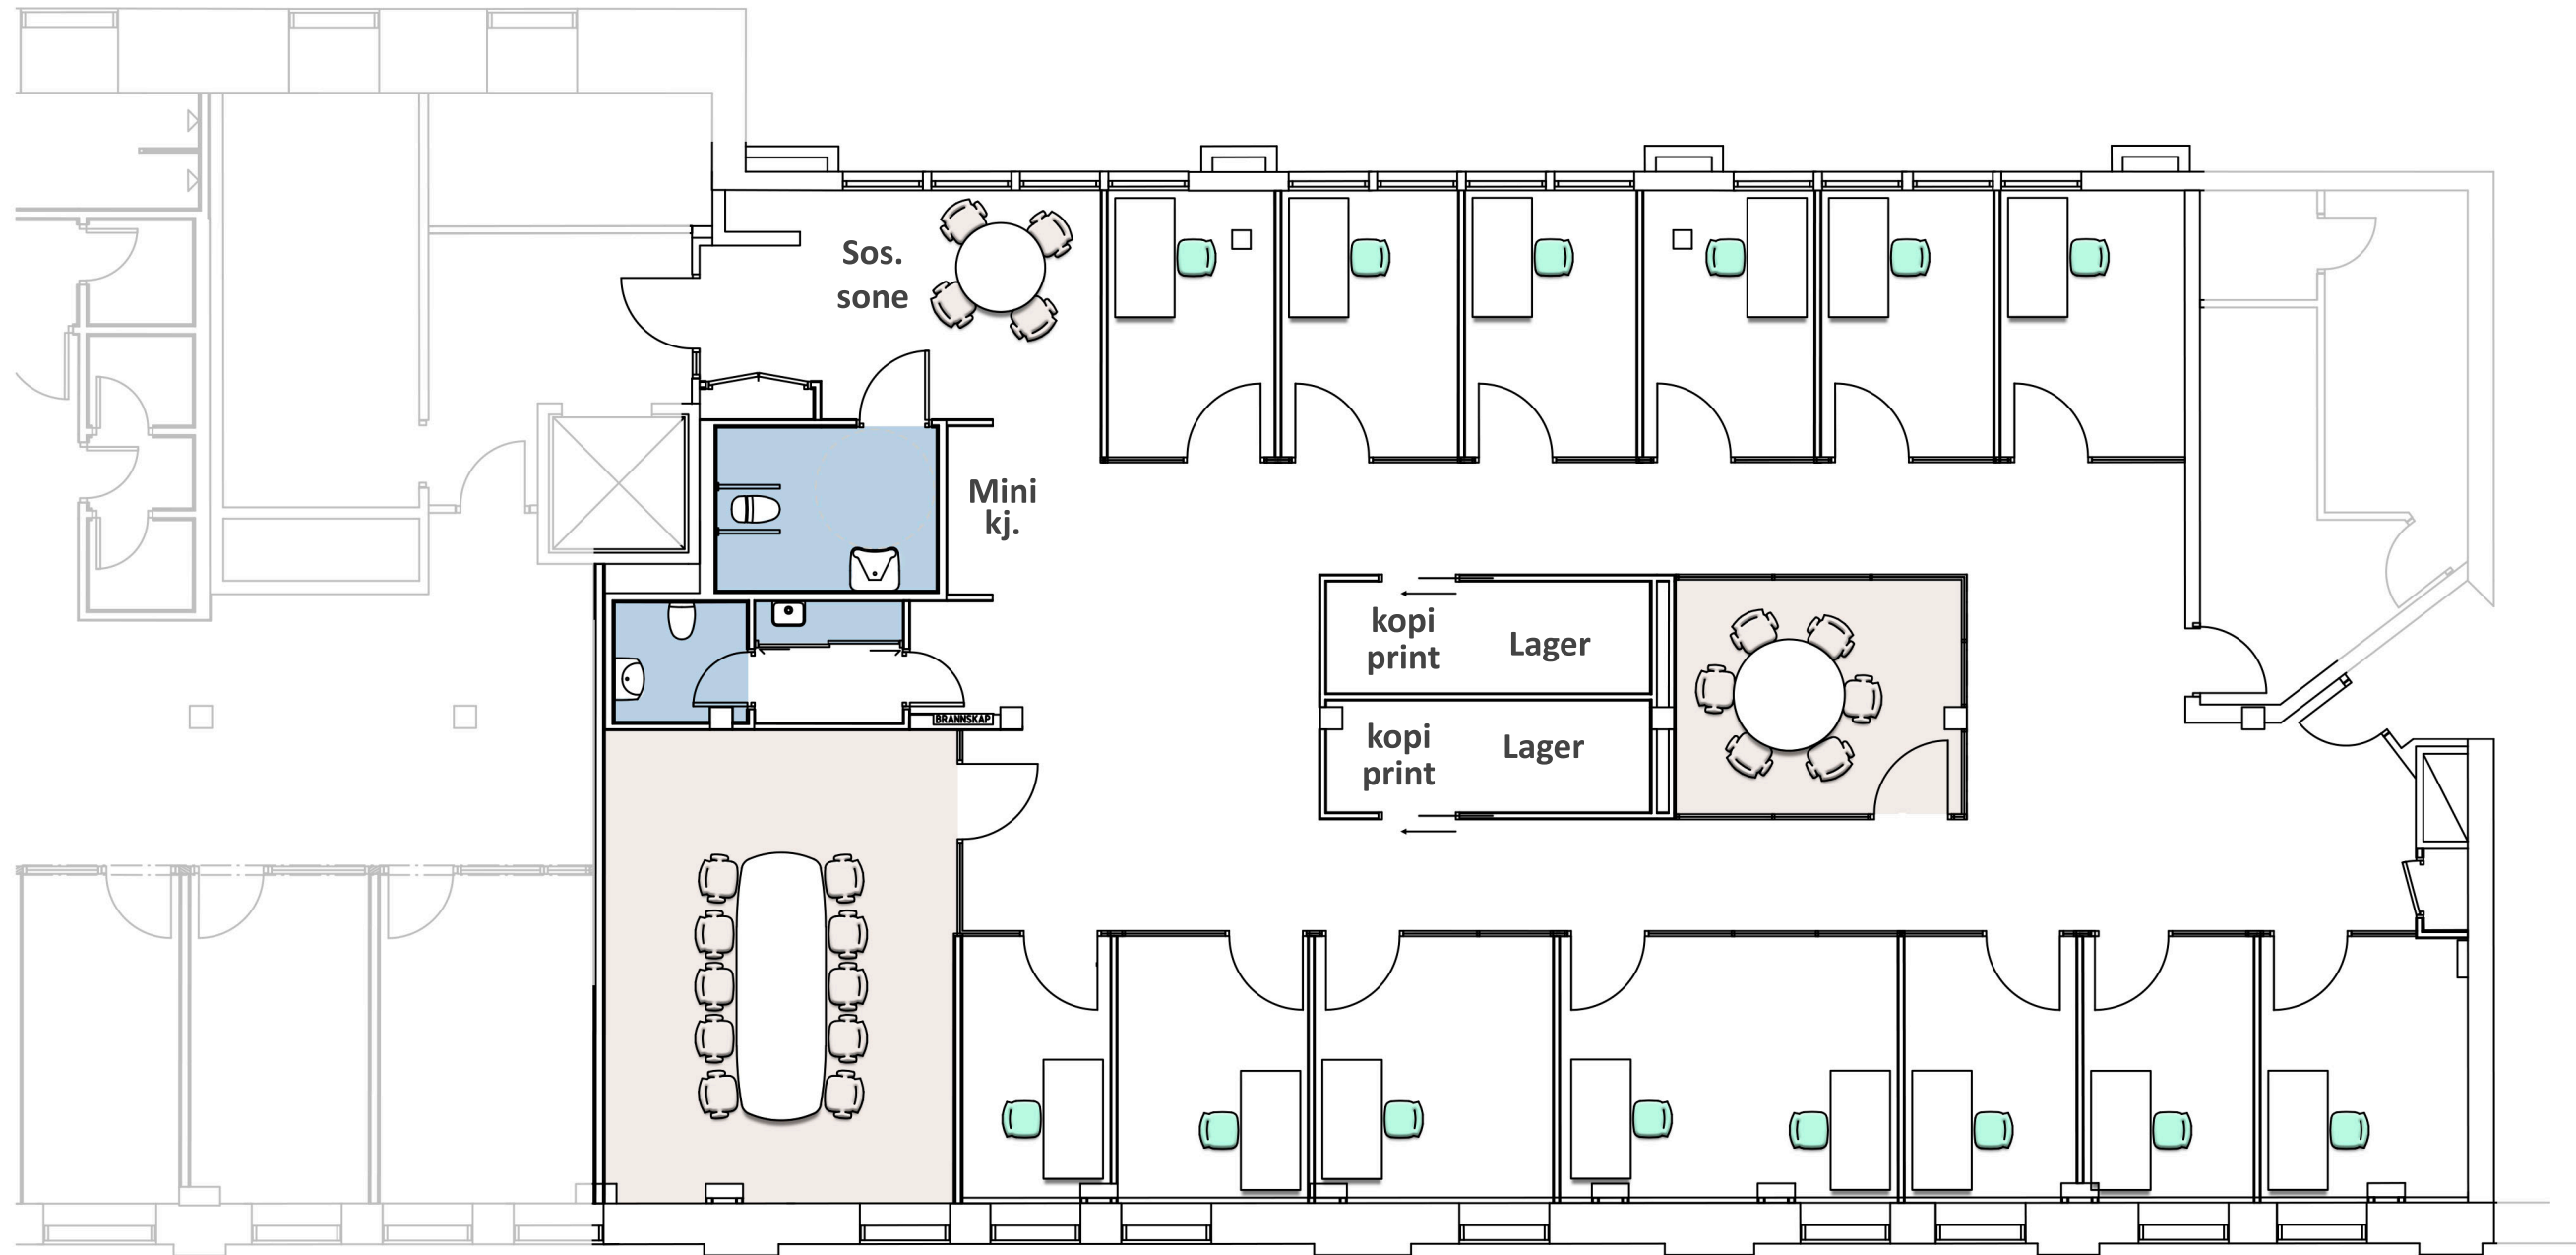 Sos.
sone
Mini
kj.
kopi
print
Lager
BRANNSKAP
kopi
print
Lager